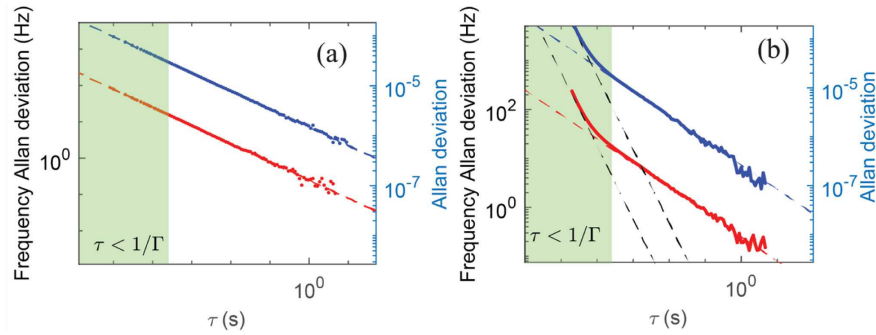 (a)
Frequency Allan deviation (Hz)
10^0
τ < 1/Γ
10^0
τ (s)
10^-5
10^-7
Allan deviation
(b)
Frequency Allan deviation (Hz)
10^2
10^0
τ < 1/Γ
10^0
τ (s)
10^-5
10^-7
Allan deviation